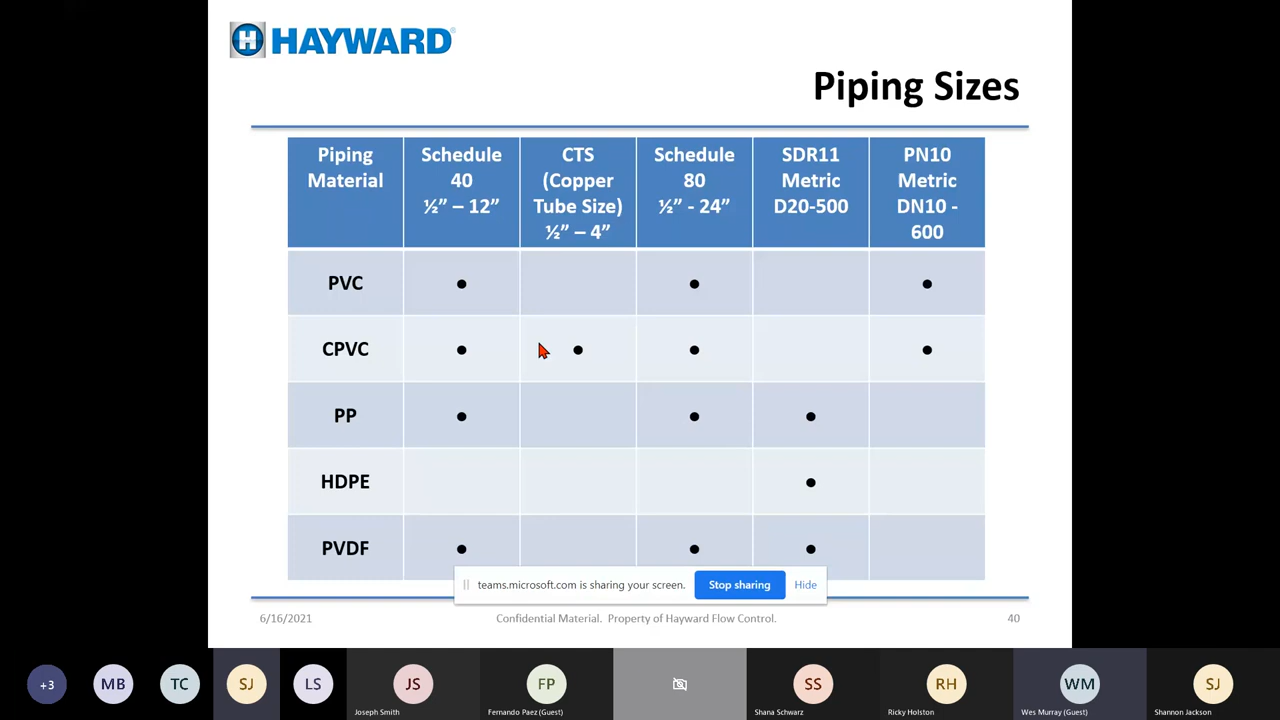 HAYWARD
Piping Sizes
Piping
Material
Schedule
40
½” – 12”
CTS
(Copper
Tube Size)
½” – 4”
Schedule
80
½” - 24”
SDR11
Metric
D20-500
PN10
Metric
DN10 -
600
PVC • • •
CPVC • • • •
PP • • •
HDPE •
PVDF • • •
teams.microsoft.com is sharing your screen. Stop sharing Hide
6/16/2021 Confidential Material. Property of Hayward Flow Control. 40
+3 MB TC SJ LS JS FP SS RH WM SJ
Joseph Smith Fernando Paez (Guest) Shana Schwarz Ricky Holston Wes Murray (Guest) Shannon Jackson